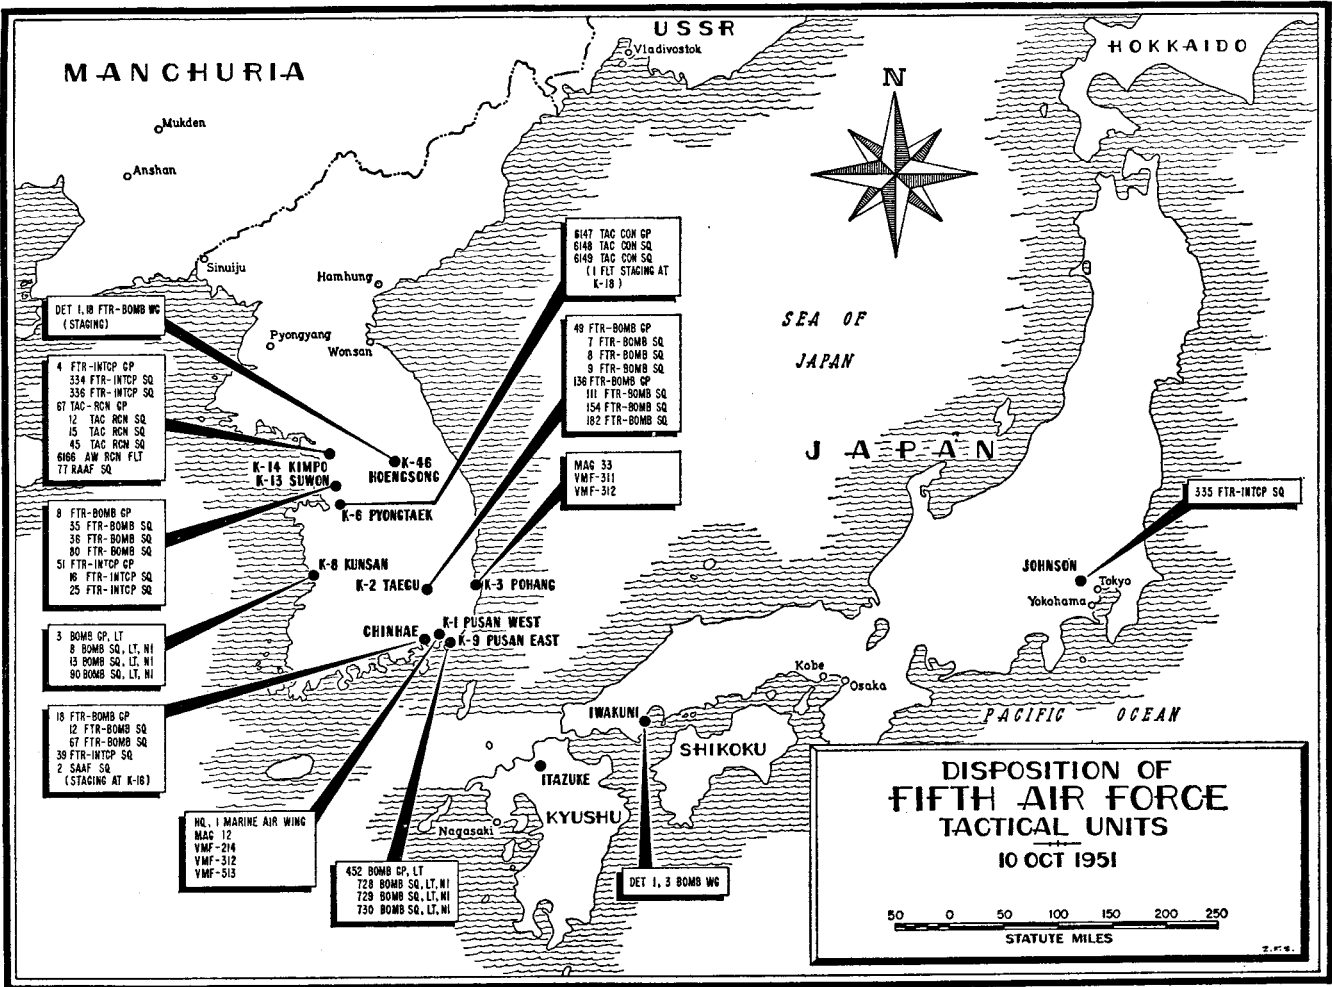 USSR
Vladivostok
HOKKAIDO
MANCHURIA
N
Mukden
Anshan
Sinuiju
Hamhung
Pyongyang
Wonsan
SEA OF
JAPAN
JAPAN
6147 TAC CON GP
6148 TAC CON SQ
6149 TAC CON SQ
(1 FLT STAGING AT
K-18)
DET 1,18 FTR-BOMB WG
(STAGING)
49 FTR-BOMB GP
7 FTR-BOMB SQ
8 FTR-BOMB SQ
9 FTR-BOMB SQ
136 FTR-BOMB GP
111 FTR-BOMB SQ
154 FTR-BOMB SQ
182 FTR-BOMB SQ
4 FTR-INTCP GP
334 FTR-INTCP SQ
336 FTR-INTCP SQ
67 TAC-RCN GP
12 TAC RCN SQ
15 TAC RCN SQ
45 TAC RCN SQ
6166 AW RCN FLT
77 RAAF SQ
MAG 33
VMF-311
VMF-312
K-14 KIMPO
K-13 SUWON
K-46
HOENGSONG
K-6 PYONGTAEK
335 FTR-INTCP SQ
8 FTR-BOMB GP
35 FTR-BOMB SQ
36 FTR-BOMB SQ
80 FTR-BOMB SQ
51 FTR-INTCP GP
16 FTR-INTCP SQ
25 FTR-INTCP SQ
K-8 KUNSAN
K-2 TAEGU
K-3 POHANG
JOHNSON
Tokyo
Yokohama
K-1 PUSAN WEST
CHINHAE
K-9 PUSAN EAST
3 BOMB GP, LT
8 BOMB SQ, LT, NI
13 BOMB SQ, LT, NI
90 BOMB SQ, LT, NI
Kobe
Osaka
18 FTR-BOMB GP
12 FTR-BOMB SQ
67 FTR-BOMB SQ
39 FTR-INTCP SQ
2 SAAF SQ
(STAGING AT K-16)
IWAKUNI
SHIKOKU
PACIFIC OCEAN
ITAZUKE
KYUSHU
Nagasaki
HQ, 1 MARINE AIR WING
MAG 12
VMF-214
VMF-312
VMF-513
452 BOMB GP, LT
728 BOMB SQ, LT, NI
729 BOMB SQ, LT, NI
730 BOMB SQ, LT, NI
DET 1, 3 BOMB WG
DISPOSITION OF
FIFTH AIR FORCE
TACTICAL UNITS
10 OCT 1951
50 0 50 100 150 200 250
STATUTE MILES
Z.F.S.